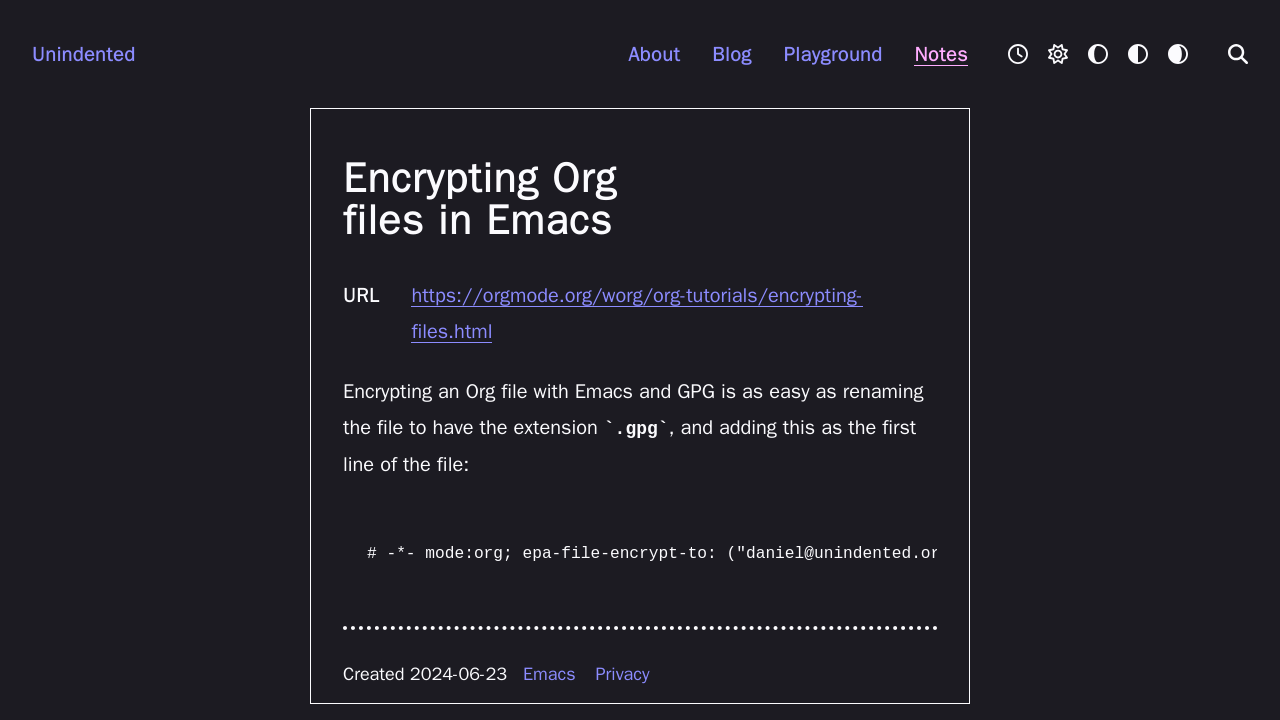 Unindented
About Blog Playground Notes
Encrypting Org
files in Emacs
URL https://orgmode.org/worg/org-tutorials/encrypting-
files.html
Encrypting an Org file with Emacs and GPG is as easy as renaming
the file to have the extension `.gpg`, and adding this as the first
line of the file:
# -*- mode:org; epa-file-encrypt-to: ("daniel@unindented.or
Created 2024-06-23 Emacs Privacy